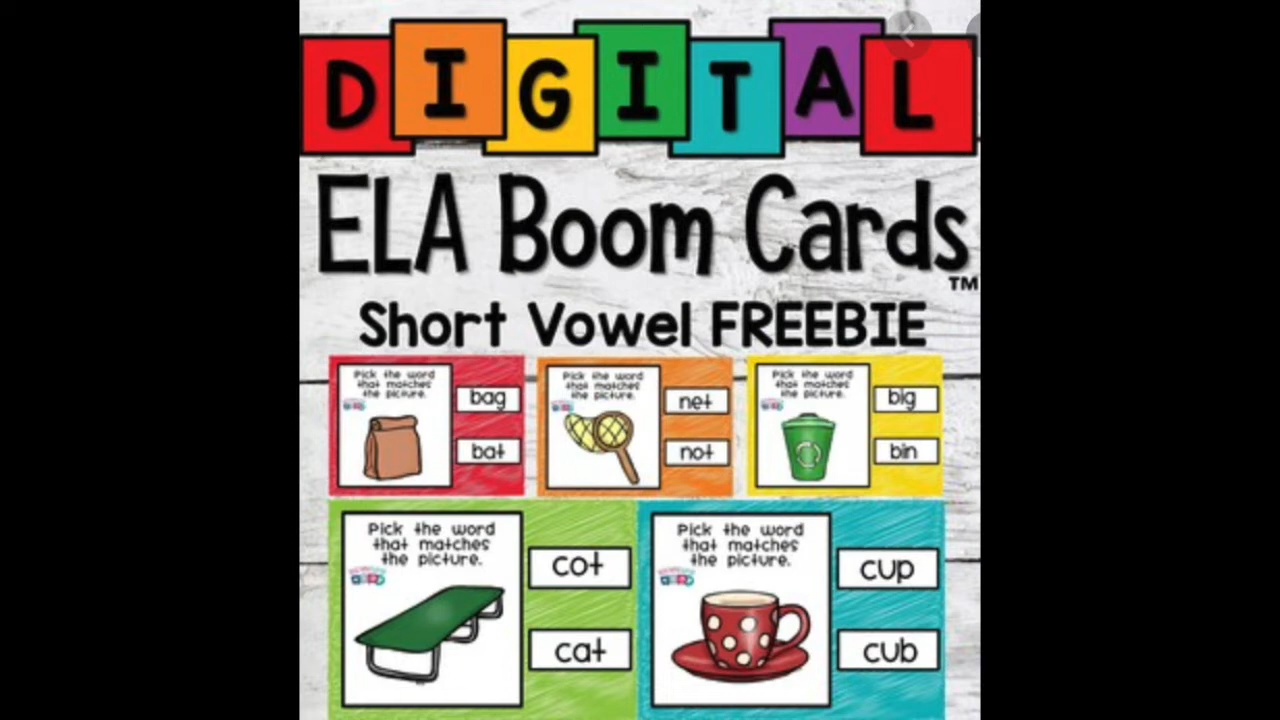 DIGITAL
ELA Boom Cards
TM
Short Vowel FREEBIE
Pick the word
that matches
the picture.
bag
bat
Pick the word
that matches
the picture.
net
not
Pick the word
that matches
the picture.
big
bin
Pick the word
that matches
the picture.
cot
cat
Pick the word
that matches
the picture.
cup
cub